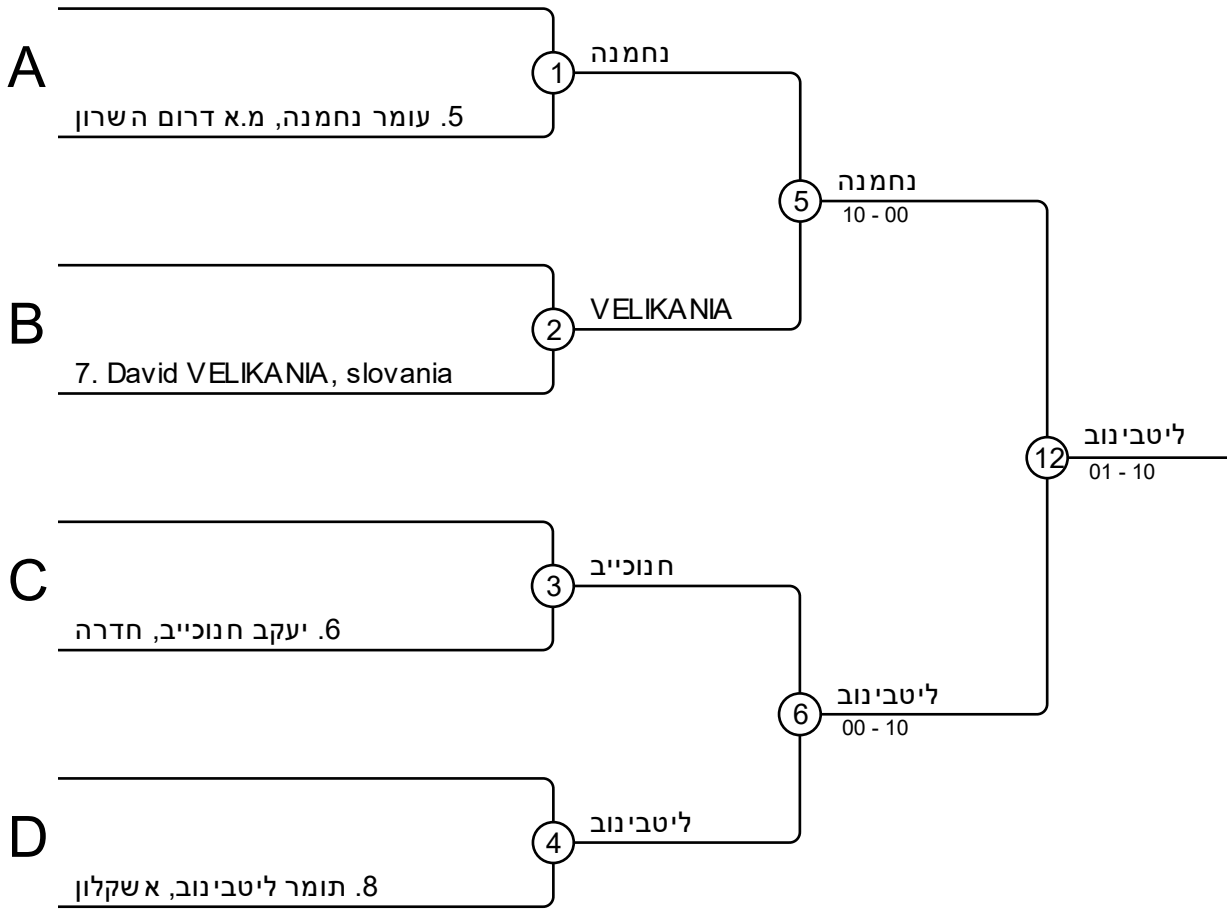 A
1
נחמנה
5. עומר נחמנה, מ.א דרום השרון
5
נחמנה
10 - 00
B
2
VELIKANIA
7. David VELIKANIA, slovania
12
ליטבינוב
01 - 10
C
3
חנוכייב
6. יעקב חנוכייב, חדרה
6
ליטבינוב
00 - 10
D
4
ליטבינוב
8. תומר ליטבינוב, אשקלון